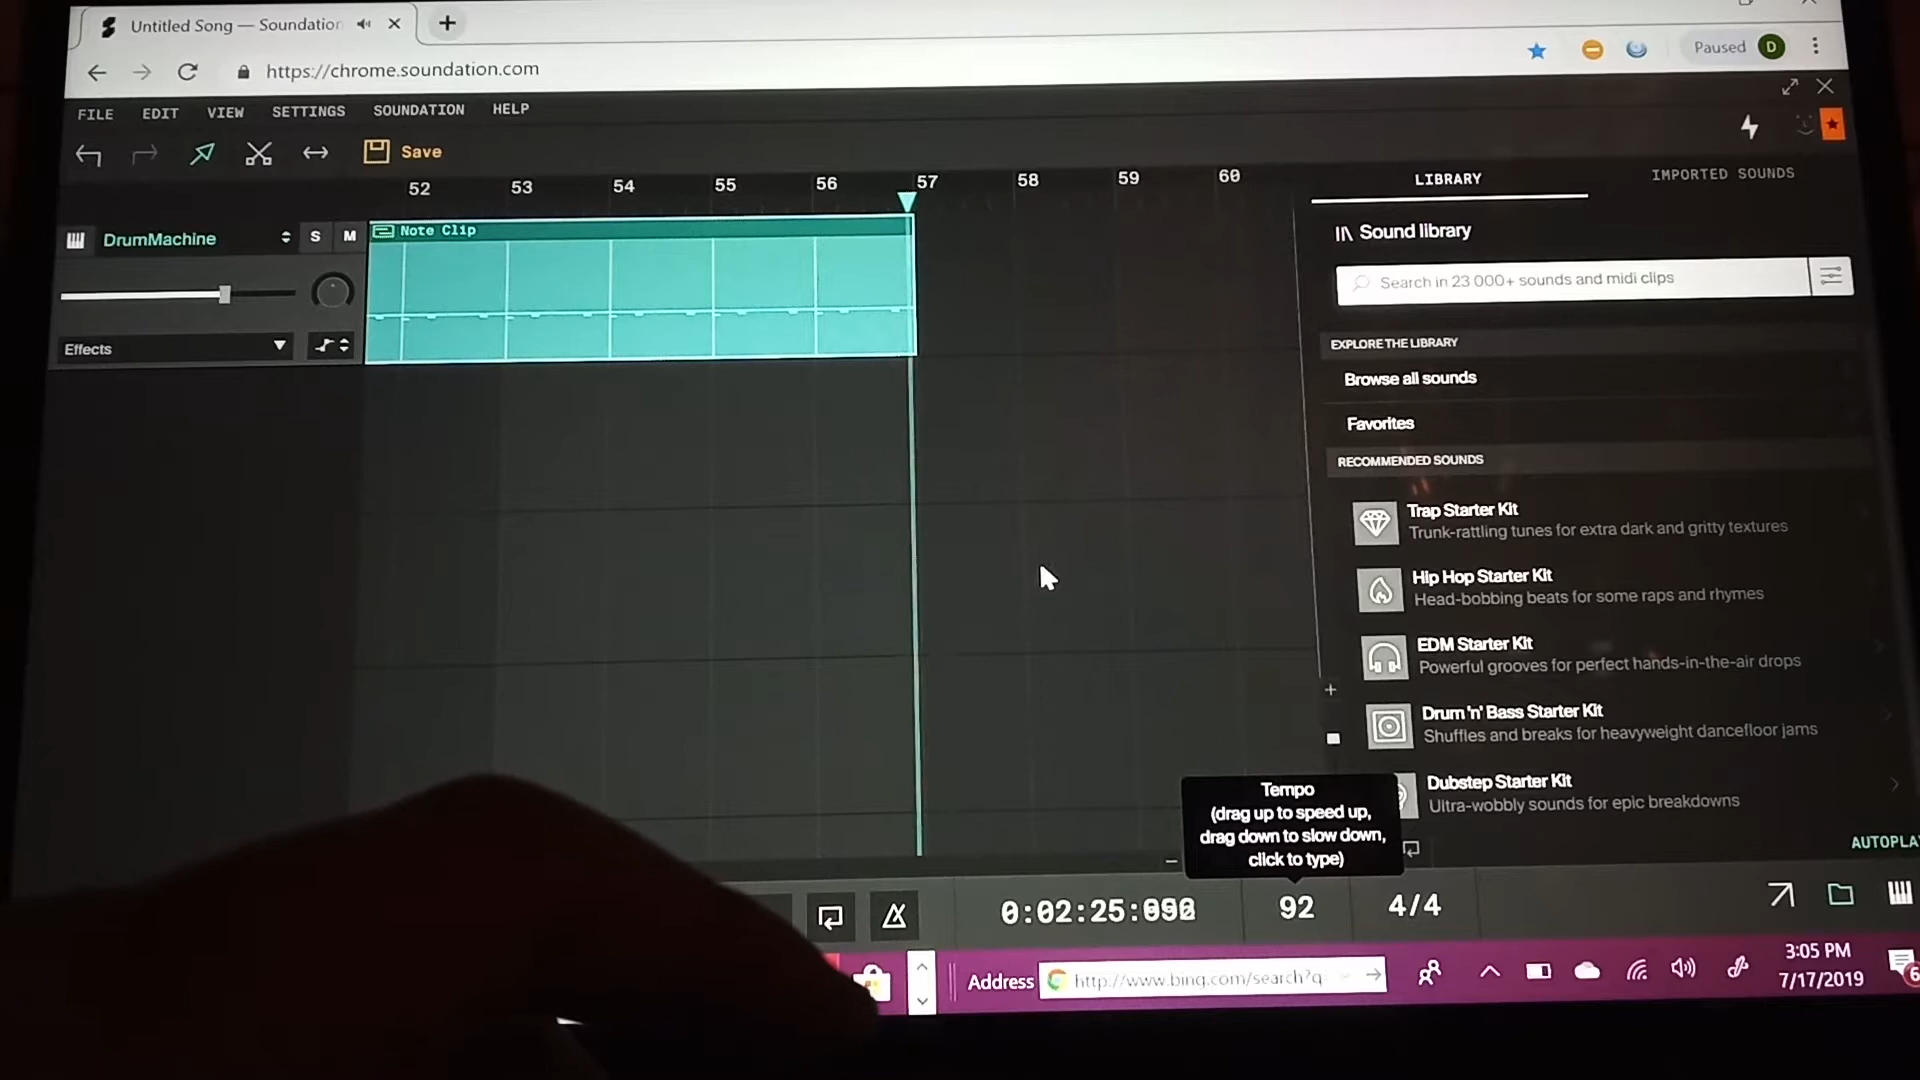 Untitled Song — Soundation
https://chrome.soundation.com
Paused D
FILE EDIT VIEW SETTINGS SOUNDATION HELP
Save
52 53 54 55 56 57 58 59 60
LIBRARY IMPORTED SOUNDS
DrumMachine S M
Note Clip
Sound library
Search in 23 000+ sounds and midi clips
Effects
EXPLORE THE LIBRARY
Browse all sounds
Favorites
RECOMMENDED SOUNDS
Trap Starter Kit
Trunk-rattling tunes for extra dark and gritty textures
Hip Hop Starter Kit
Head-bobbing beats for some raps and rhymes
EDM Starter Kit
Powerful grooves for perfect hands-in-the-air drops
Drum 'n' Bass Starter Kit
Shuffles and breaks for heavyweight dancefloor jams
Dubstep Starter Kit
Ultra-wobbly sounds for epic breakdowns
Tempo
(drag up to speed up,
drag down to slow down,
click to type)
AUTOPLA
0:02:25: 92 4/4
Address http://www.bing.com/search?q
3:05 PM
7/17/2019
6